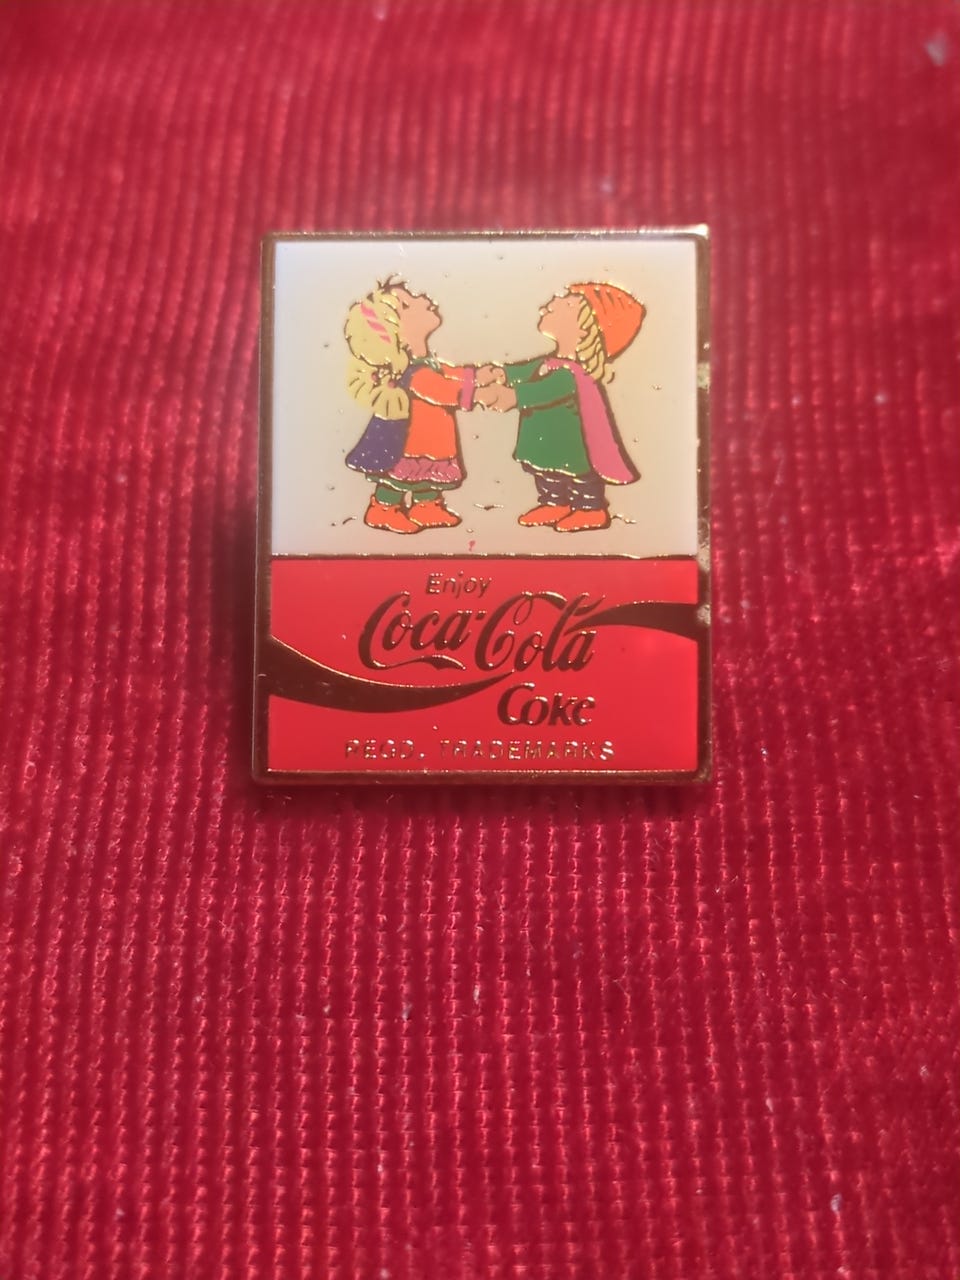 Enjoy
Coca-Cola
Coke
REGD. TRADEMARKS